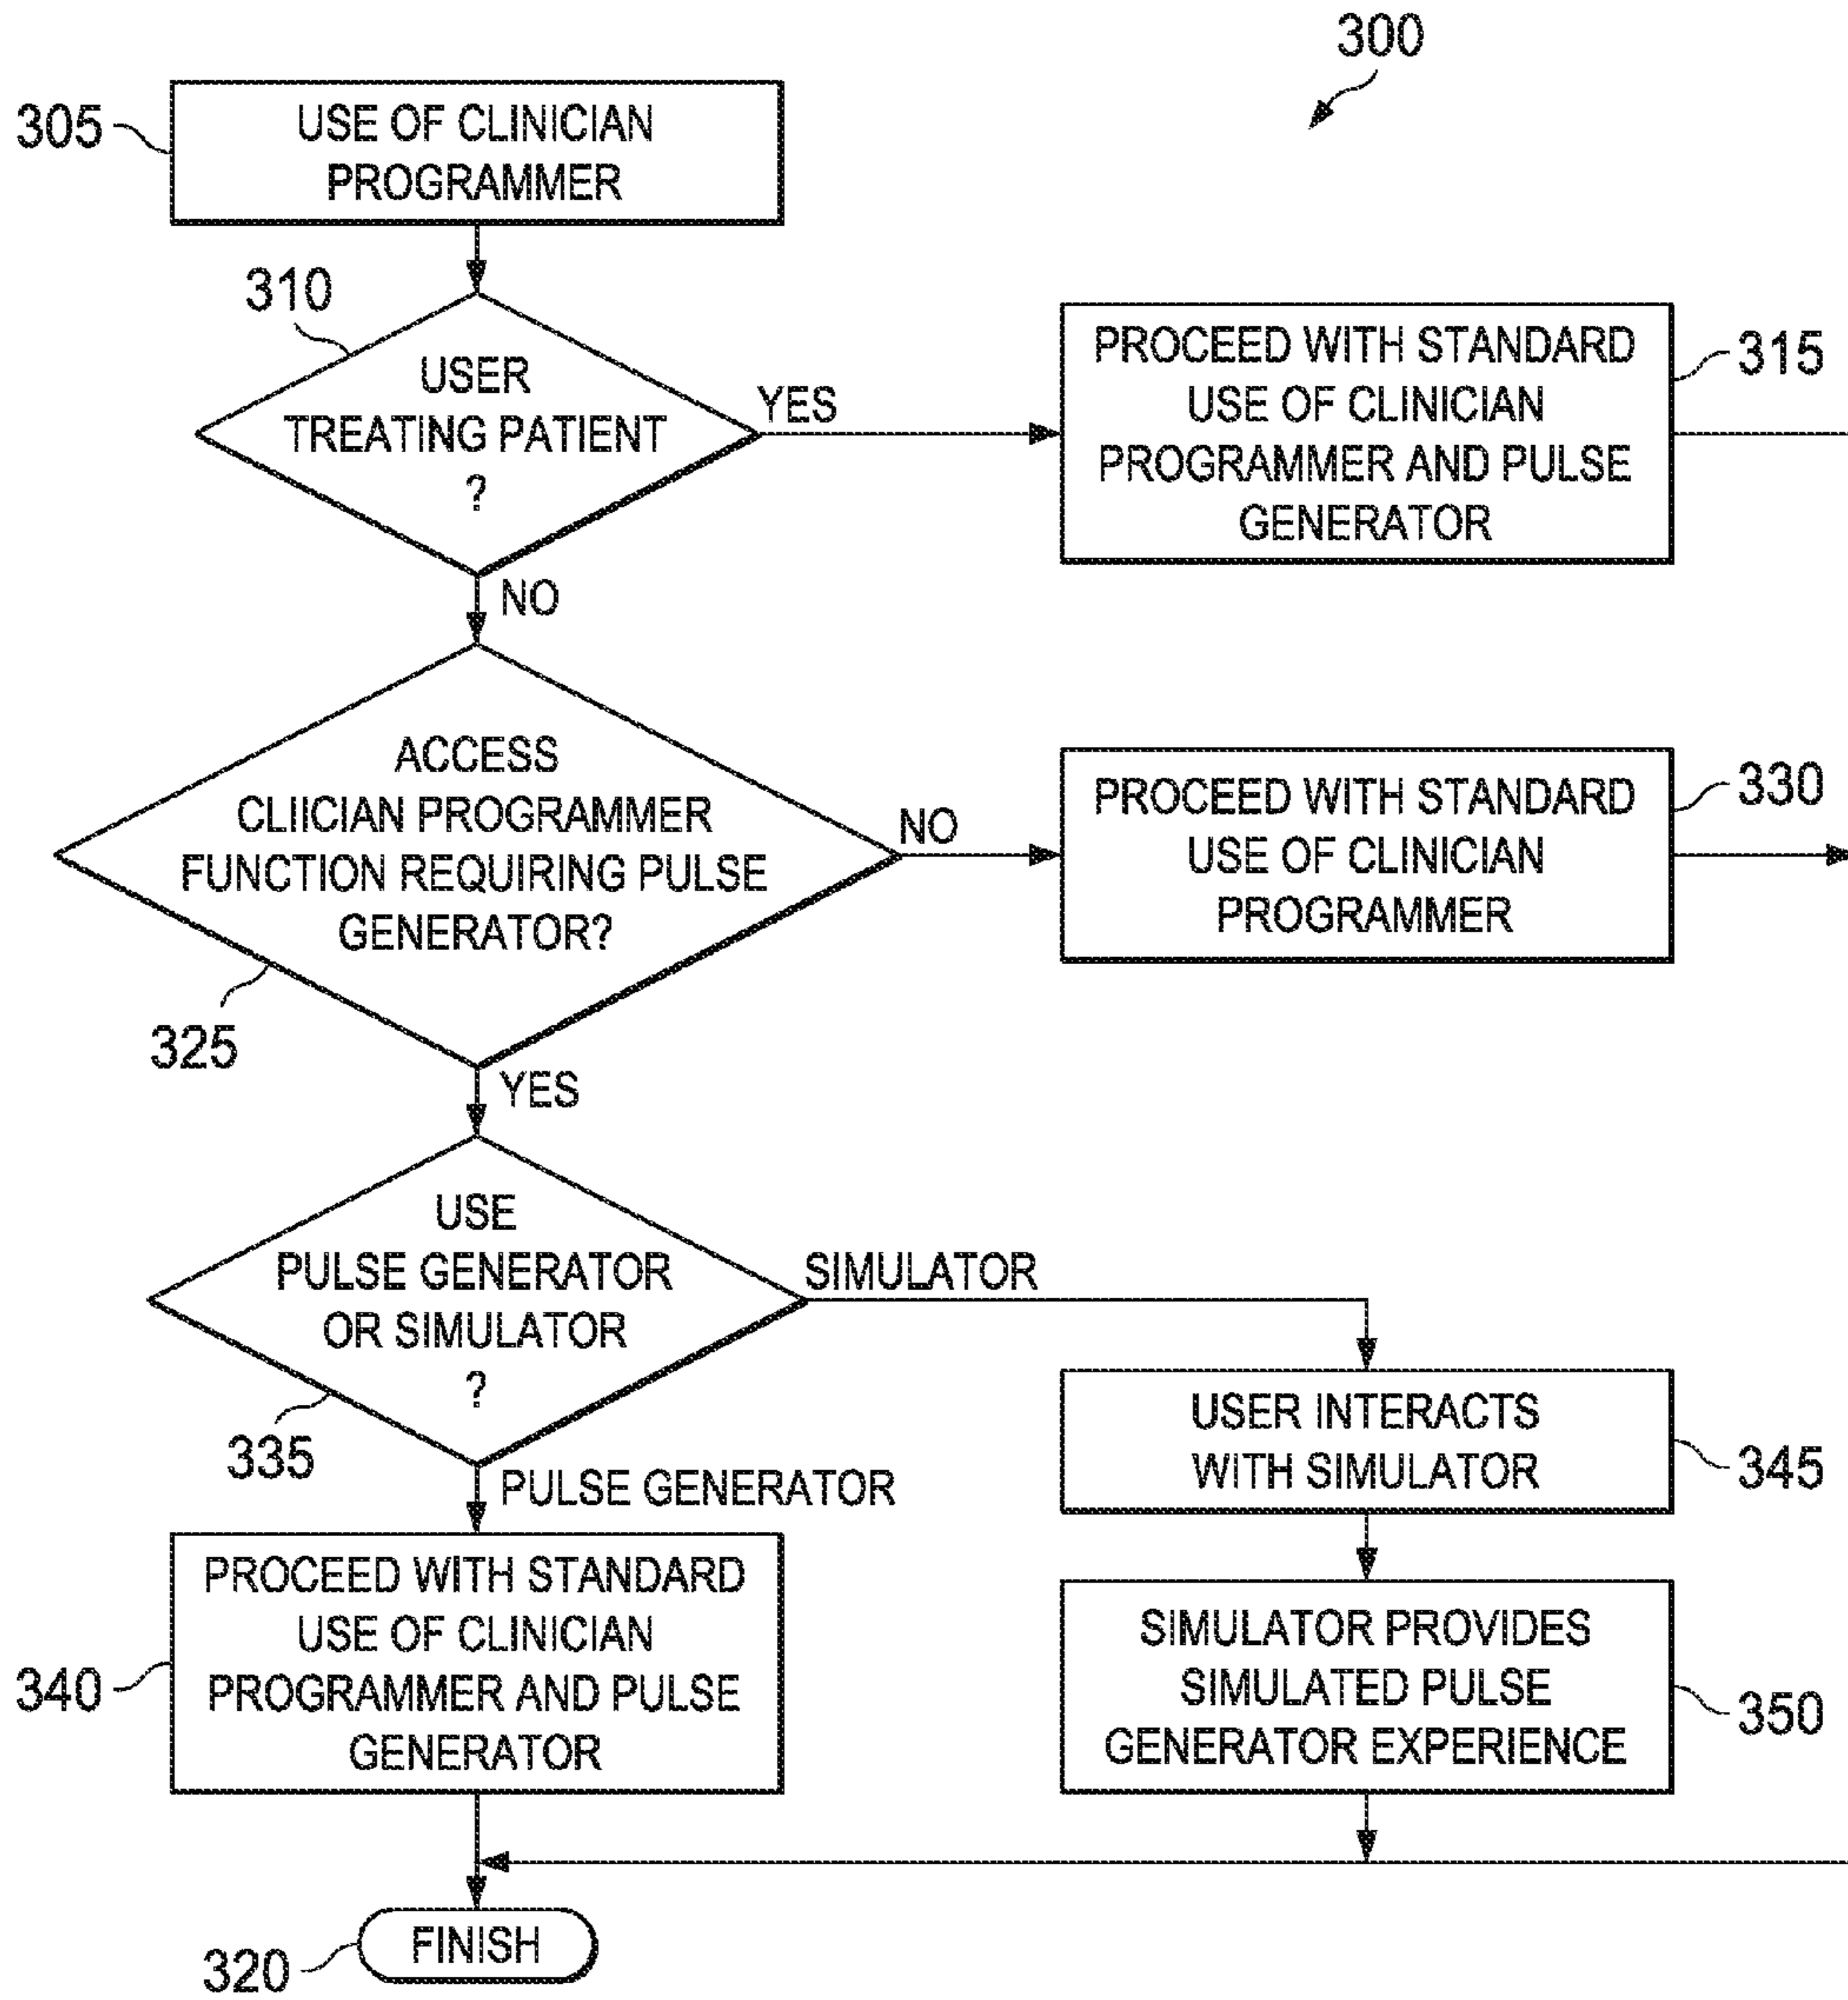 300
305
USE OF CLINICIAN
PROGRAMMER
310
USER
TREATING PATIENT
?
YES
PROCEED WITH STANDARD
USE OF CLINICIAN
PROGRAMMER AND PULSE
GENERATOR
315
NO
ACCESS
CLIICIAN PROGRAMMER
FUNCTION REQUIRING PULSE
GENERATOR?
325
NO
PROCEED WITH STANDARD
USE OF CLINICIAN
PROGRAMMER
330
YES
USE
PULSE GENERATOR
OR SIMULATOR
?
335
SIMULATOR
USER INTERACTS
WITH SIMULATOR
345
PULSE GENERATOR
PROCEED WITH STANDARD
USE OF CLINICIAN
PROGRAMMER AND PULSE
GENERATOR
340
SIMULATOR PROVIDES
SIMULATED PULSE
GENERATOR EXPERIENCE
350
FINISH
320